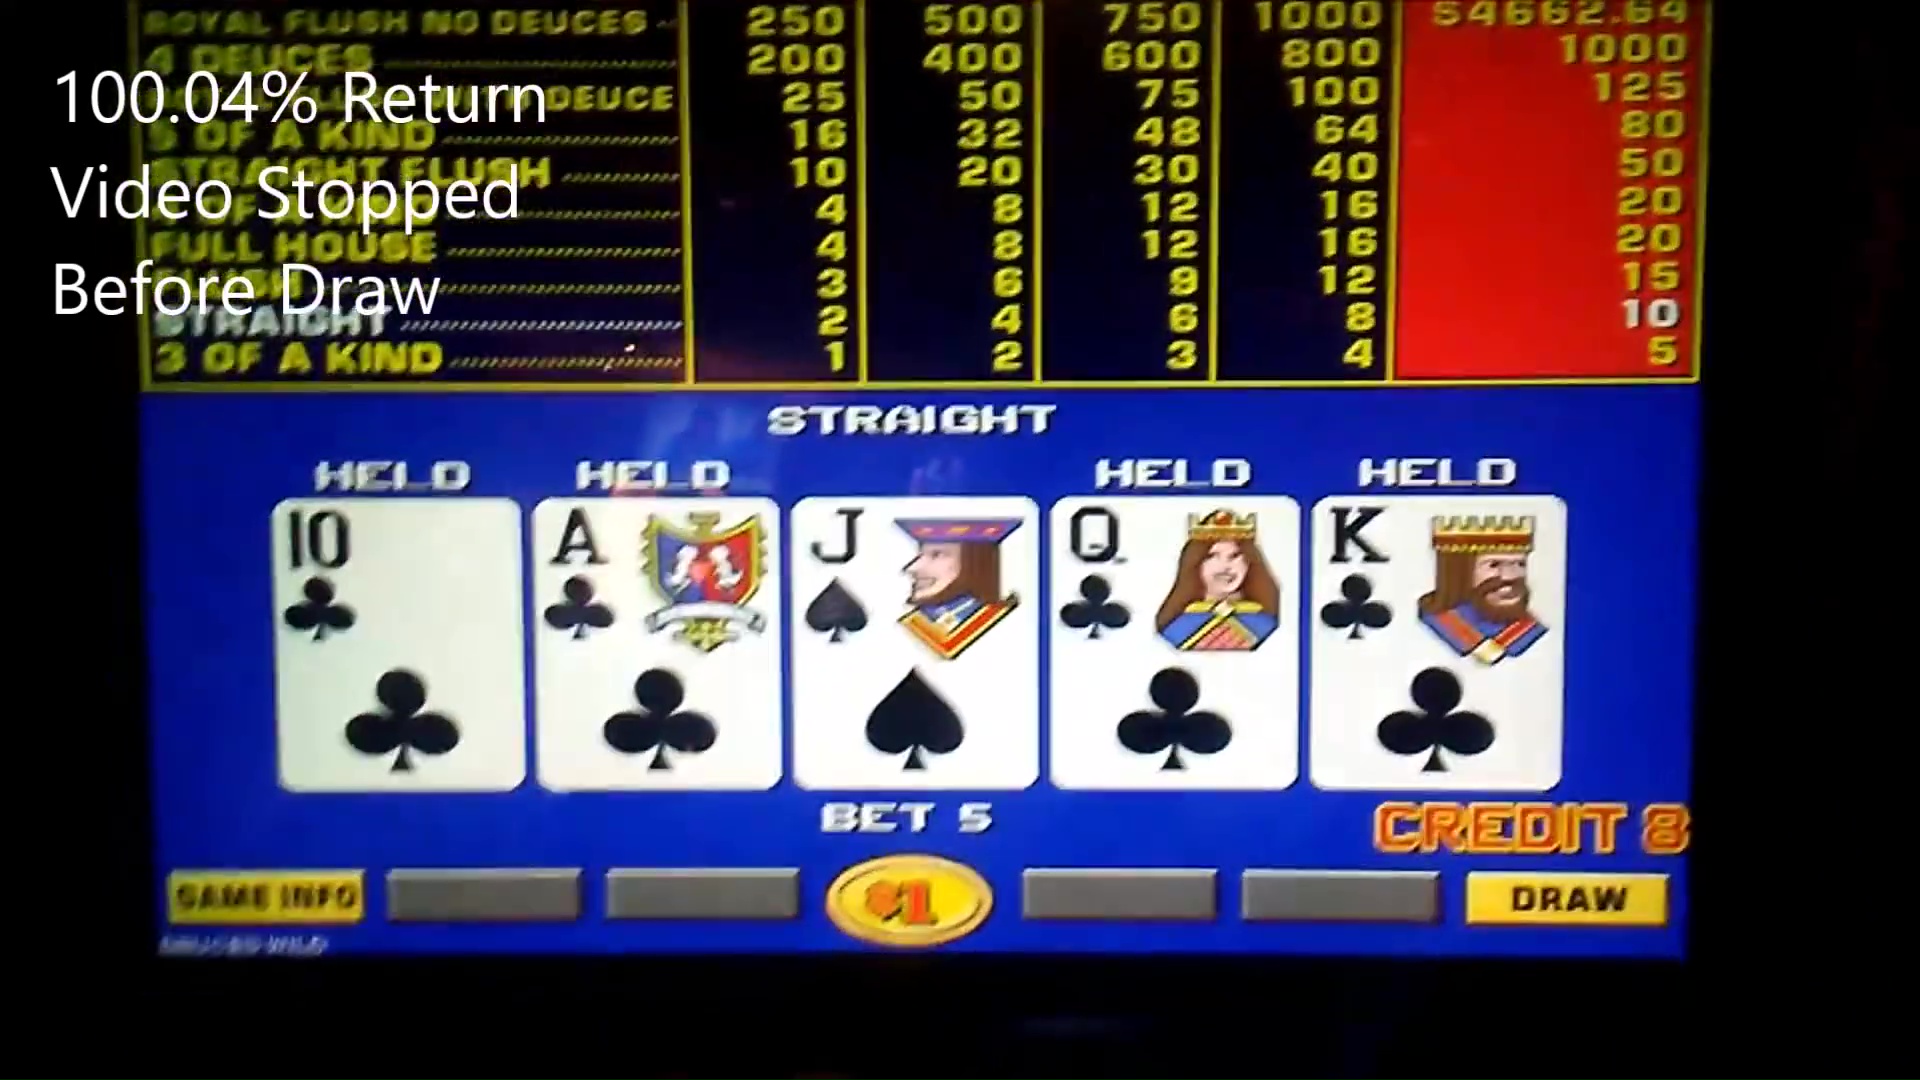 ROYAL FLUSH NO DEUCES 250 500 750 1000 $4662.64
4 DEUCES 200 400 600 800 1000
DEUCE 25 50 75 100 125
5 OF A KIND 16 32 48 64 80
STRAIGHT FLUSH 10 20 30 40 50
4 8 12 16 20
FULL HOUSE 4 8 12 16 20
FLUSH 3 6 9 12 15
STRAIGHT 2 4 6 8 10
3 OF A KIND 1 2 3 4 5
100.04% Return
Video Stopped
Before Draw
STRAIGHT
HELD HELD HELD HELD
10 A J Q K
BET 5
CREDIT 8
GAME INFO #1 DRAW
DEUCES WILD